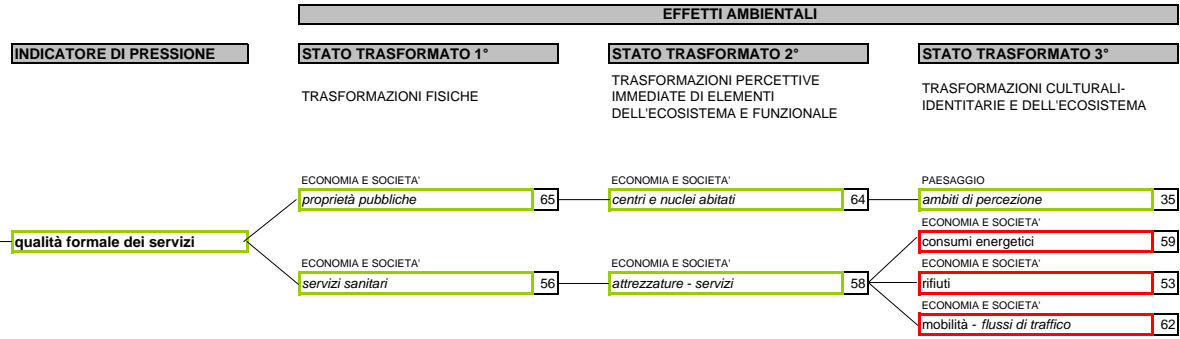 EFFETTI AMBIENTALI
INDICATORE DI PRESSIONE
STATO TRASFORMATO 1°
STATO TRASFORMATO 2°
STATO TRASFORMATO 3°
TRASFORMAZIONI FISICHE
TRASFORMAZIONI PERCETTIVE
IMMEDIATE DI ELEMENTI
DELL'ECOSISTEMA E FUNZIONALE
TRASFORMAZIONI CULTURALI-
IDENTITARIE E DELL'ECOSISTEMA
ECONOMIA E SOCIETA'
ECONOMIA E SOCIETA'
PAESAGGIO
proprietà pubbliche 65
centri e nuclei abitati 64
ambiti di percezione 35
qualità formale dei servizi
ECONOMIA E SOCIETA'
consumi energetici 59
ECONOMIA E SOCIETA'
ECONOMIA E SOCIETA'
ECONOMIA E SOCIETA'
servizi sanitari 56
attrezzature - servizi 58
rifiuti 53
ECONOMIA E SOCIETA'
mobilità - flussi di traffico 62